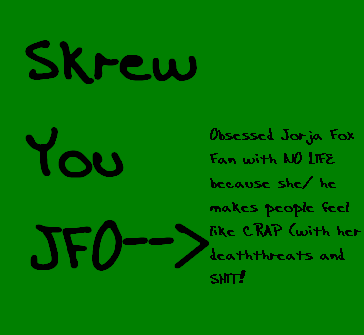 Skrew
You
JFO-->
Obsessed Jorja Fox
Fan with NO LIFE
because she/ he
makes people feel
like CRAP (with her
deaththreats and
SHIT!